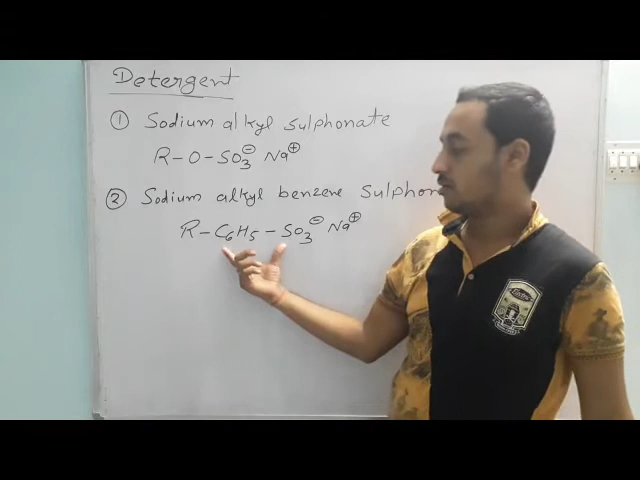 Detergent
① Sodium alkyl sulphonate
R-O-SO₃⊖ Na⊕
② Sodium alkyl benzene Sulphon
R-C₆H₅-SO₃⊖ Na⊕